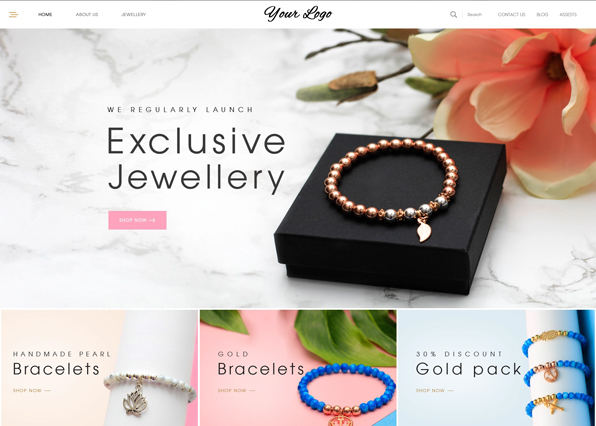 HOME
ABOUT US
JEWELLERY
Your Logo
Search
CONTACT US
BLOG
ASSESTS
WE REGULARLY LAUNCH
Exclusive
Jewellery
SHOP NOW
HANDMADE PEARL
Bracelets
SHOP NOW
GOLD
Bracelets
SHOP NOW
30% DISCOUNT
Gold pack
SHOP NOW